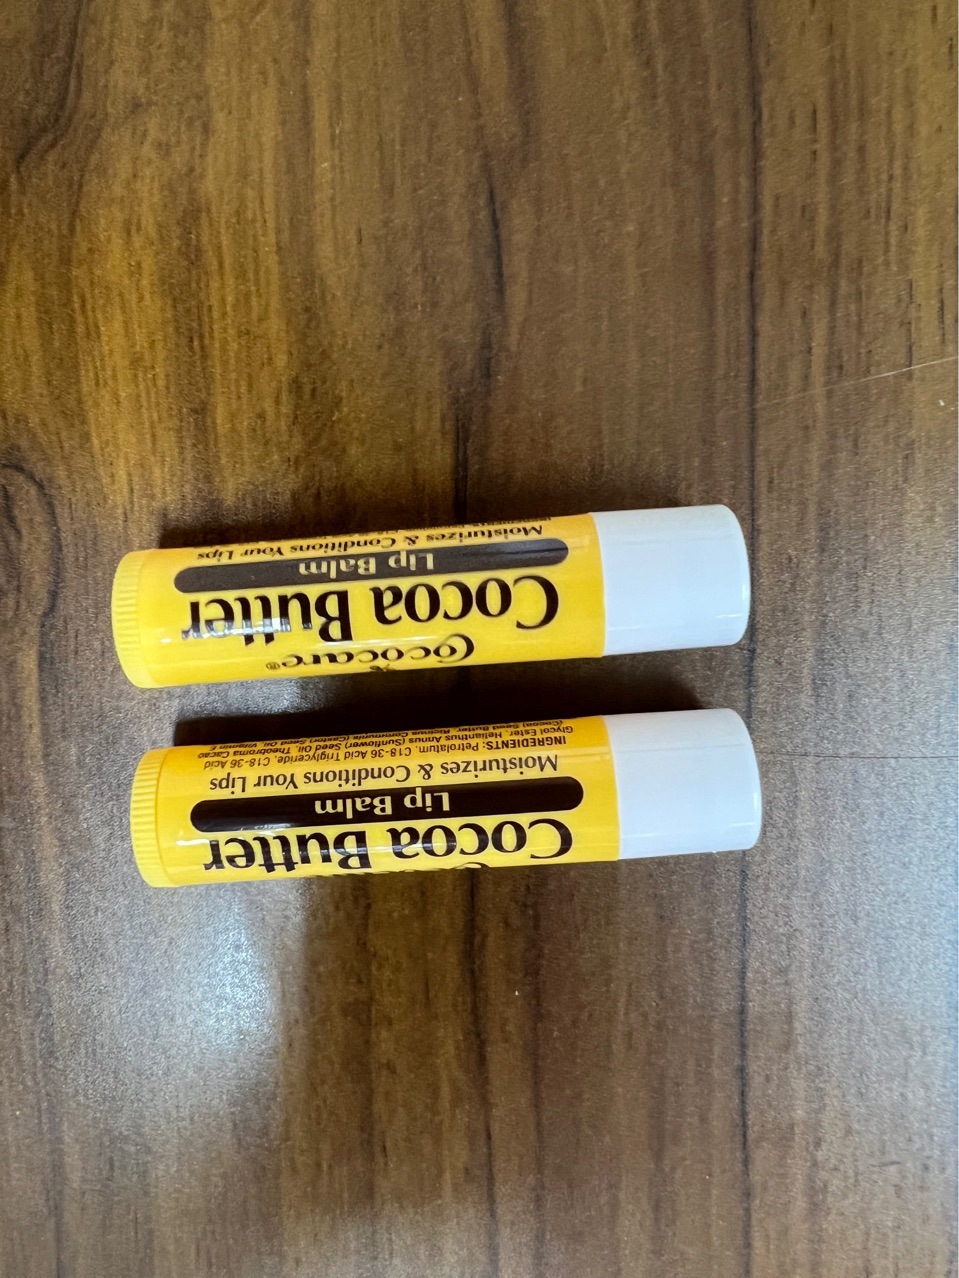 Cococare®
Cocoa Butter
Lip Balm
Moisturizes & Conditions Your Lips
Cocoa Butter
Lip Balm
Moisturizes & Conditions Your Lips
INGREDIENTS: Petrolatum, C18-36 Acid Triglyceride, C18-36 Acid
Glycol Ester, Helianthus Annus (Sunflower) Seed Oil, Theobroma Cacao
(Cocoa) Seed Butter, Ricinus Communis (Castor) Seed Oil, Vitamin E